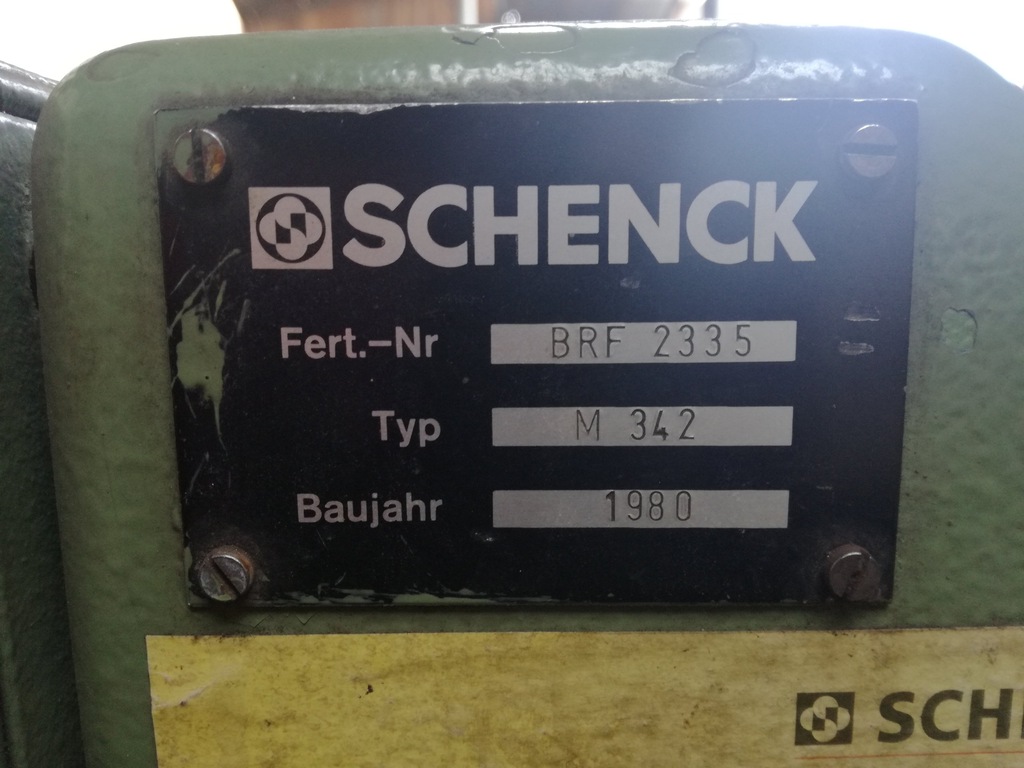 SCHENCK
Fert.-Nr BRF 2335
Typ M 342
Baujahr 1980
SCH